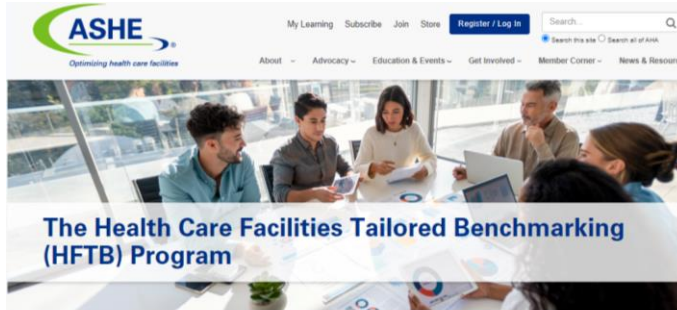 ASHE
Optimizing health care facilities
My Learning Subscribe Join Store Register / Log In
Search...
Search this site Search all of AHA
About Advocacy Education & Events Get Involved Member Corner News & Resour
The Health Care Facilities Tailored Benchmarking
(HFTB) Program